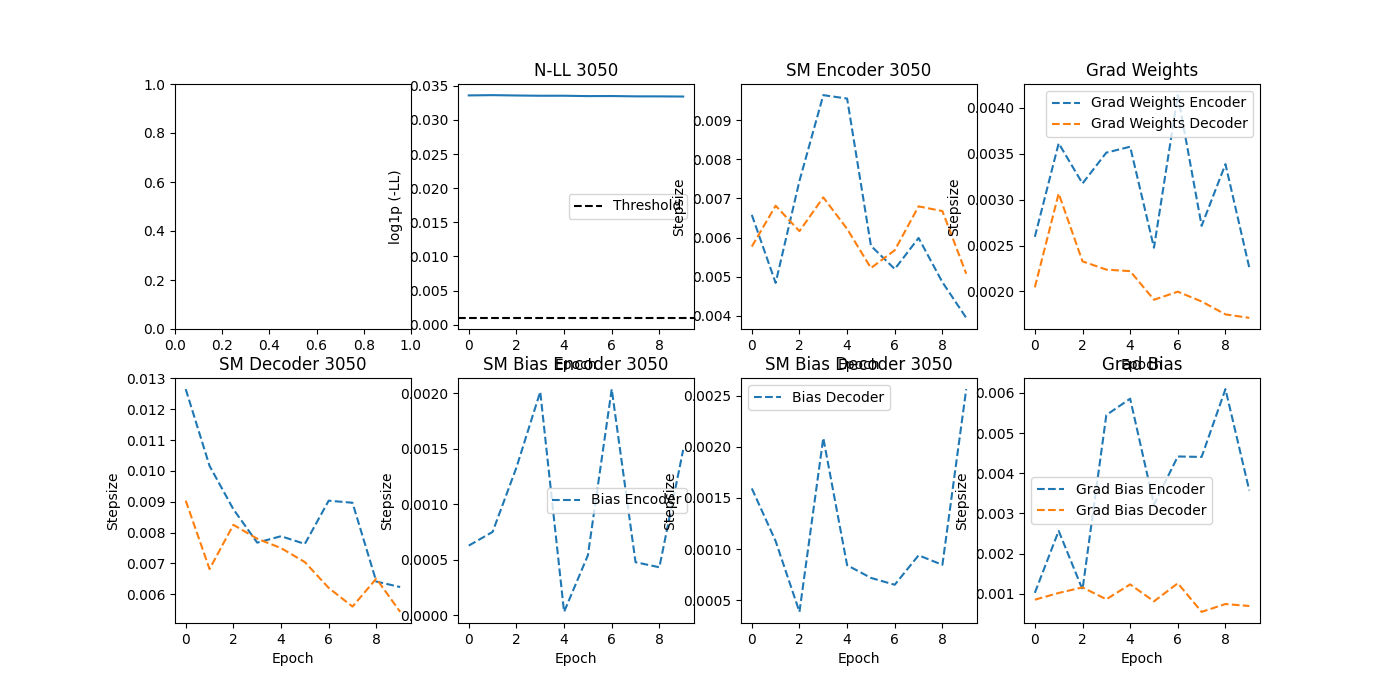 1.0
0.8
0.6
0.4
0.2
0.0
0.0 0.2 0.4 0.6 0.8 1.0
N-LL 3050
log1p (-LL)
0.035
0.030
0.025
0.020
0.015
0.010
0.005
0.000
Threshold
0 2 4 6 8
Epoch
SM Encoder 3050
Stepsize
0.009
0.008
0.007
0.006
0.005
0.004
0 2 4 6 8
Epoch
Grad Weights
Stepsize
0.0040
0.0035
0.0030
0.0025
0.0020
Grad Weights Encoder
Grad Weights Decoder
0 2 4 6 8
Epoch
SM Decoder 3050
Stepsize
0.013
0.012
0.011
0.010
0.009
0.008
0.007
0.006
0 2 4 6 8
Epoch
SM Bias Encoder 3050
Stepsize
0.0020
0.0015
0.0010
0.0005
0.0000
Bias Encoder
0 2 4 6 8
Epoch
SM Bias Decoder 3050
Stepsize
0.0025
0.0020
0.0015
0.0010
0.0005
Bias Decoder
0 2 4 6 8
Epoch
Grad Bias
Stepsize
0.006
0.005
0.004
0.003
0.002
0.001
Grad Bias Encoder
Grad Bias Decoder
0 2 4 6 8
Epoch